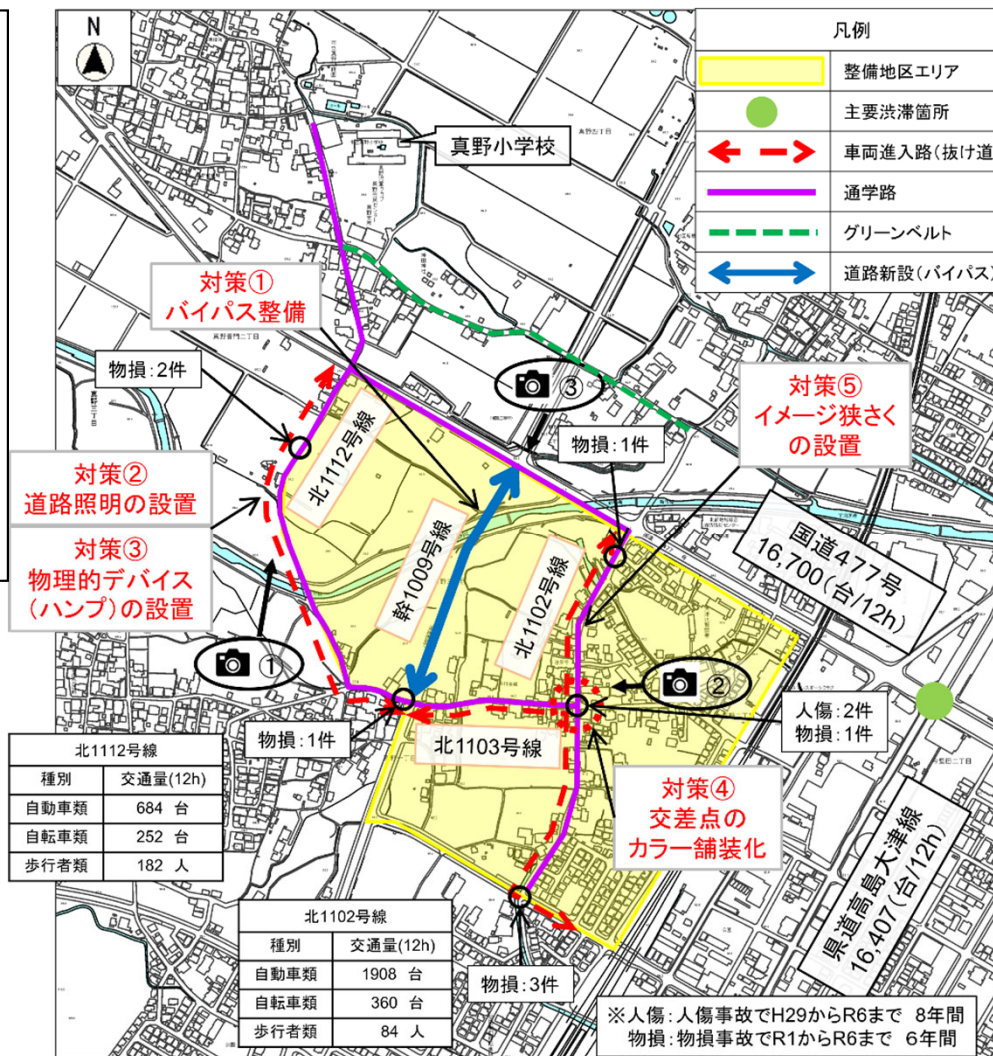 N
凡例
整備地区エリア
主要渋滞箇所
車両進入路(抜け道
通学路
グリーンベルト
道路新設(バイパス)
真野小学校
対策①
バイパス整備
物損:2件
③
対策⑤
イメージ狭さく
の設置
物損:1件
北1112号線
対策②
道路照明の設置
対策③
物理的デバイス
(ハンプ)の設置
幹1009号線
北1102号線
国道477号
16,700(台/12h)
①
②
人傷:2件
物損:1件
物損:1件
北1103号線
対策④
交差点の
カラー舗装化
県道高島大津線
16,407(台/12h)
北1112号線
種別 交通量(12h)
自動車類 684 台
自転車類 252 台
歩行者類 182 人
北1102号線
種別 交通量(12h)
自動車類 1908 台
自転車類 360 台
歩行者類 84 人
物損:3件
※人傷:人傷事故でH29からR6まで 8年間
物損:物損事故でR1からR6まで 6年間